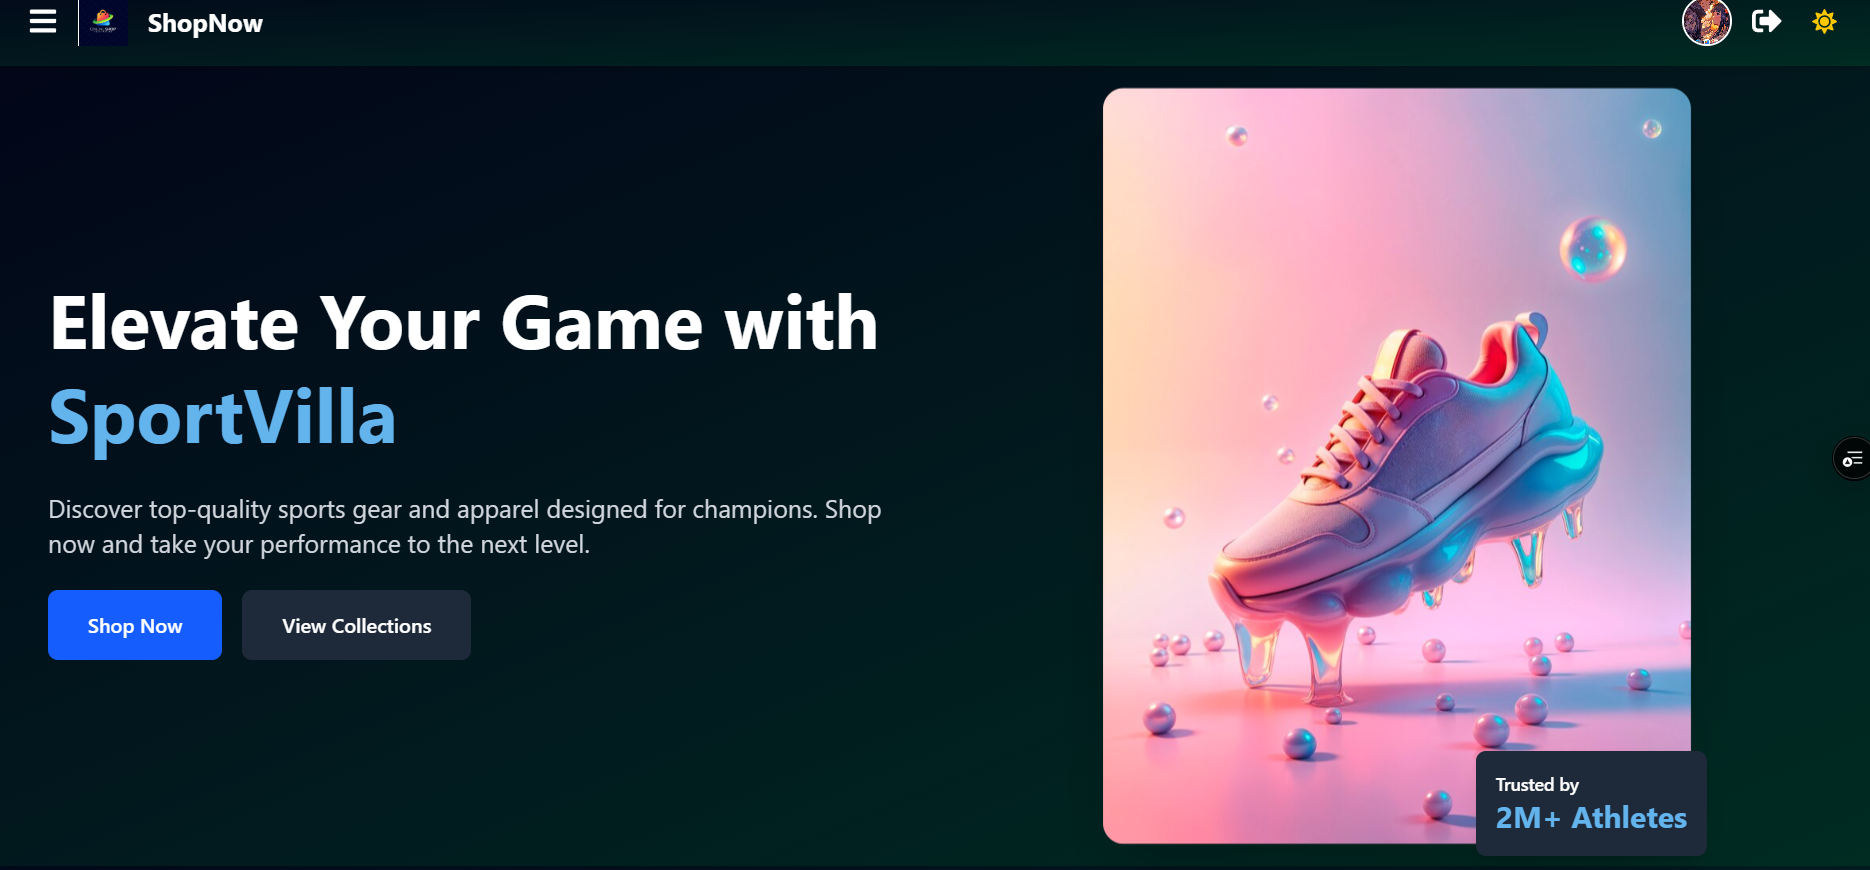 ShopNow
Elevate Your Game with
SportVilla
Discover top-quality sports gear and apparel designed for champions. Shop
now and take your performance to the next level.
Shop Now
View Collections
Trusted by
2M+ Athletes